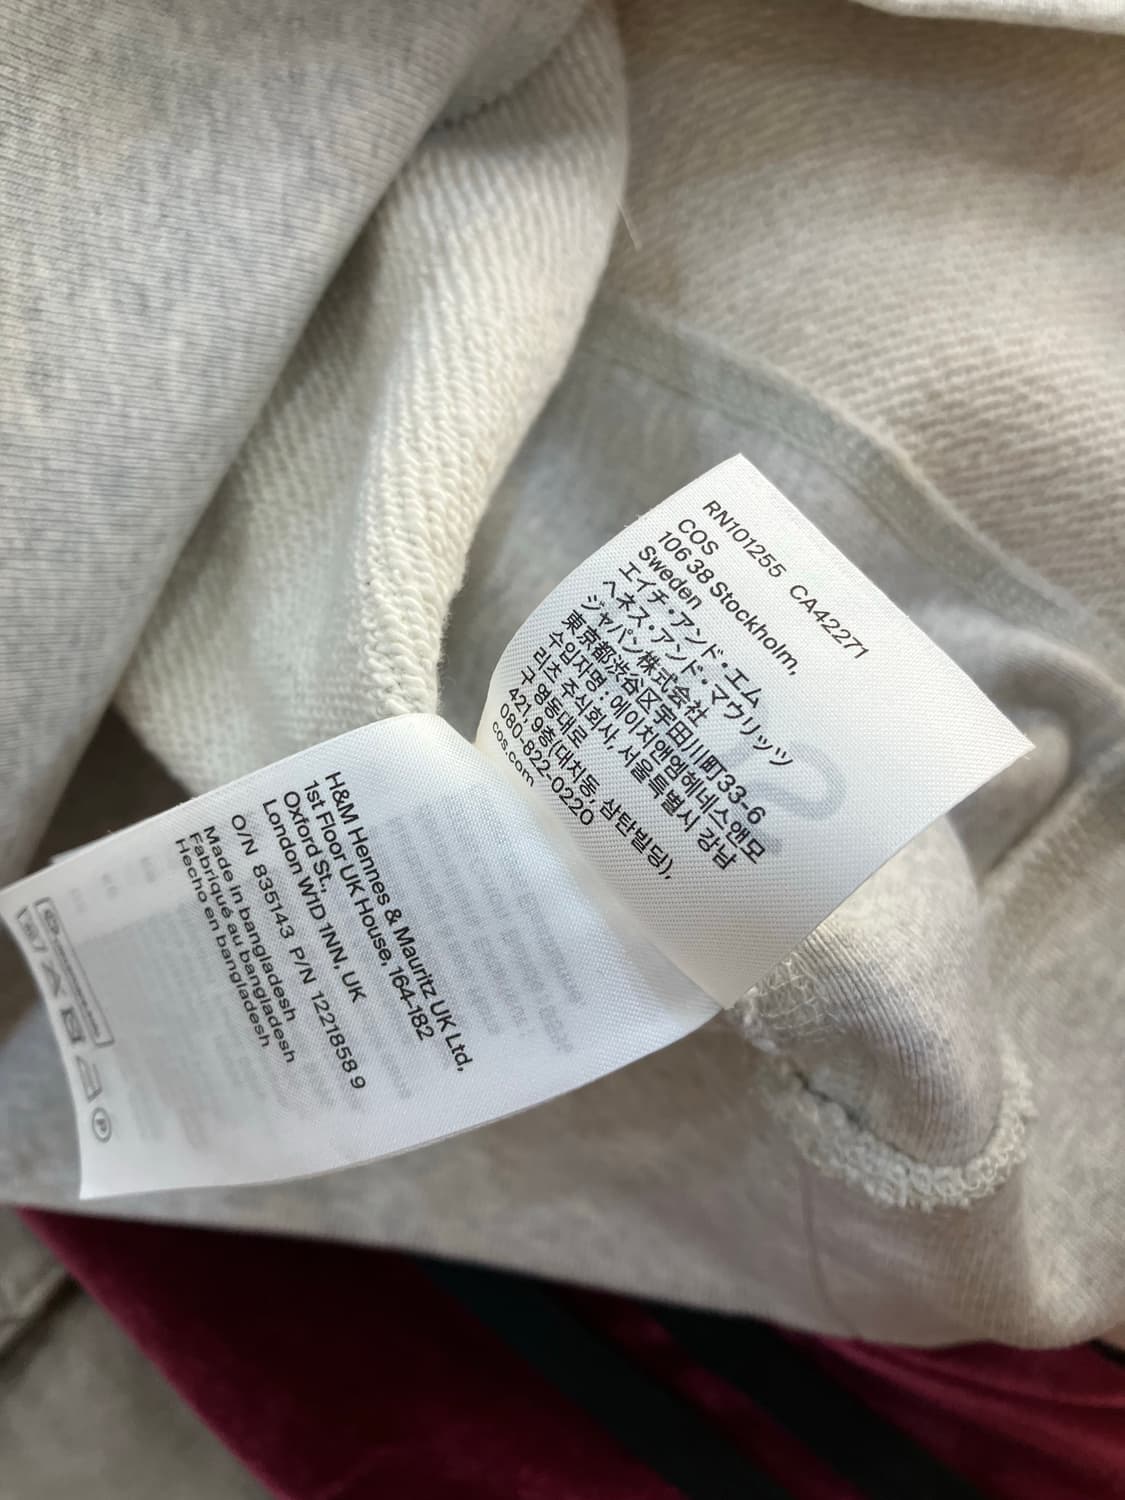 RN101255 CA42271
COS
106 38 Stockholm,
Sweden
エイチ・アンド・エム
ヘネス・アンド・マウリッツ
ジャパン株式会社
東京都渋谷区宇田川町33-6
수입자명 : 에이치앤엠헤네스앤모
리츠 주식회사, 서울특별시 강남
구 영동대로
421, 9층(대치동, 삼탄빌딩),
080-822-0220
cos.com
H&M Hennes & Mauritz UK Ltd,
1st Floor UK House, 164-182
Oxford St.,
London W1D 1NN, UK
O/N 835143 P/N 1221858 9
Made in bangladesh
Fabriqué au bangladesh
Hecho en bangladesh